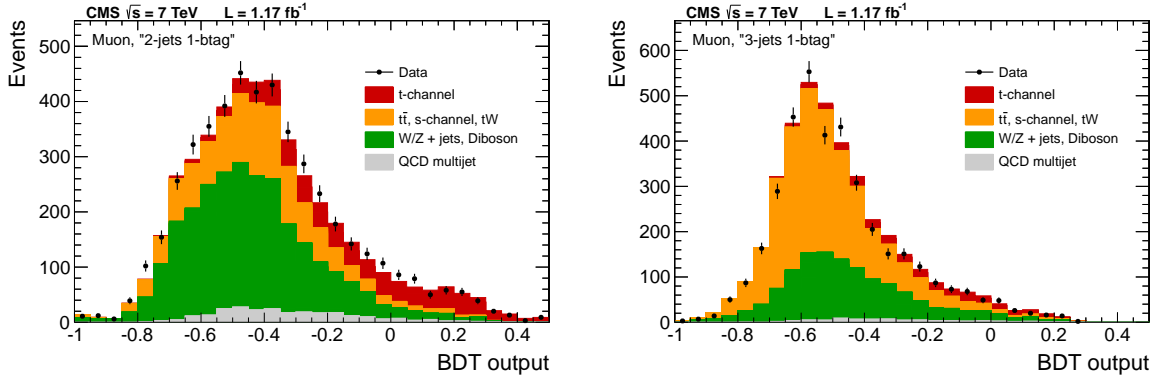 CMS √s = 7 TeV L = 1.17 fb⁻¹
Muon, "2-jets 1-btag"
Events
500
400
300
200
100
0
Data
t-channel
tt̄, s-channel, tW
W/Z + jets, Diboson
QCD multijet
-1 -0.8 -0.6 -0.4 -0.2 0 0.2 0.4
BDT output
CMS √s = 7 TeV L = 1.17 fb⁻¹
Muon, "3-jets 1-btag"
Events
600
500
400
300
200
100
0
Data
t-channel
tt̄, s-channel, tW
W/Z + jets, Diboson
QCD multijet
-1 -0.8 -0.6 -0.4 -0.2 0 0.2 0.4
BDT output